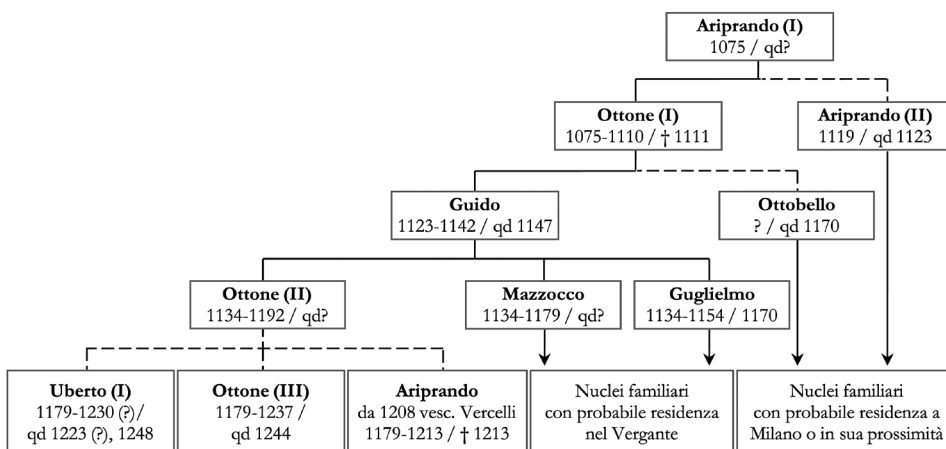 Ariprando (I)
1075 / qd?
Ottone (I)
1075-1110 / † 1111
Ariprando (II)
1119 / qd 1123
Guido
1123-1142 / qd 1147
Ottobello
? / qd 1170
Ottone (II)
1134-1192 / qd?
Mazzocco
1134-1179 / qd?
Guglielmo
1134-1154 / 1170
Uberto (I)
1179-1230 (?)/
qd 1223 (?), 1248
Ottone (III)
1179-1237 /
qd 1244
Ariprando
da 1208 vesc. Vercelli
1179-1213 / † 1213
Nuclei familiari
con probabile residenza
nel Vergante
Nuclei familiari
con probabile residenza a
Milano o in sua prossimità